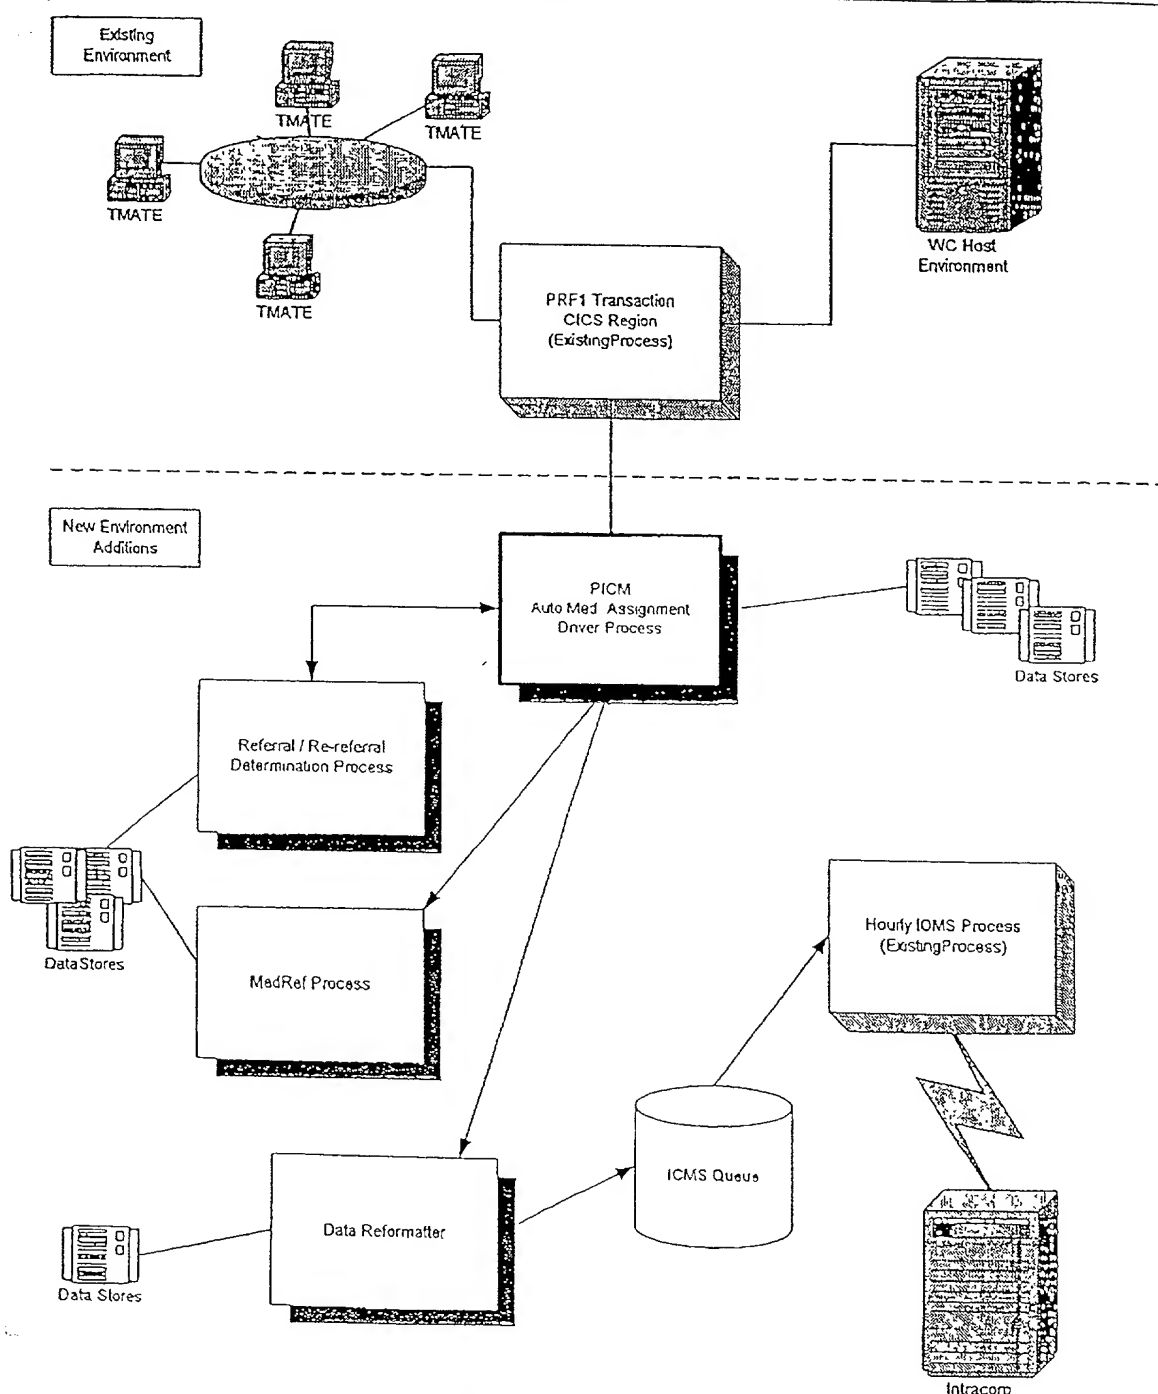 Existing
Environment
TMATE
TMATE
TMATE
TMATE
WC Host
Environment
PRF1 Transaction
CICS Region
(ExistingProcess)
New Environment
Additions
PICM
Auto Med. Assignment
Driver Process
Data Stores
Referral / Re-referral
Determination Process
DataStores
MedRef Process
Hourly IOMS Process
(ExistingProcess)
ICMS Queue
Data Reformatter
Data Stores
Intracorp